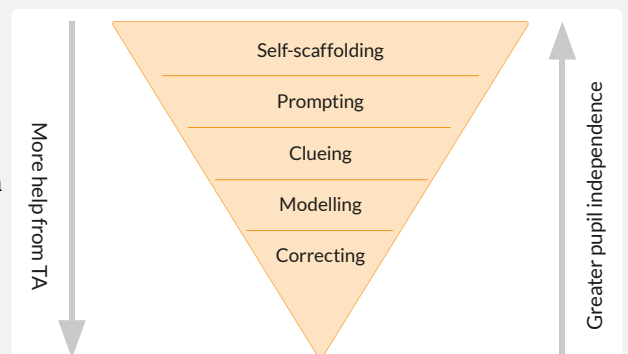 Self-scaffolding
Prompting
Clueing
Modelling
Correcting
More help from TA
Greater pupil independence